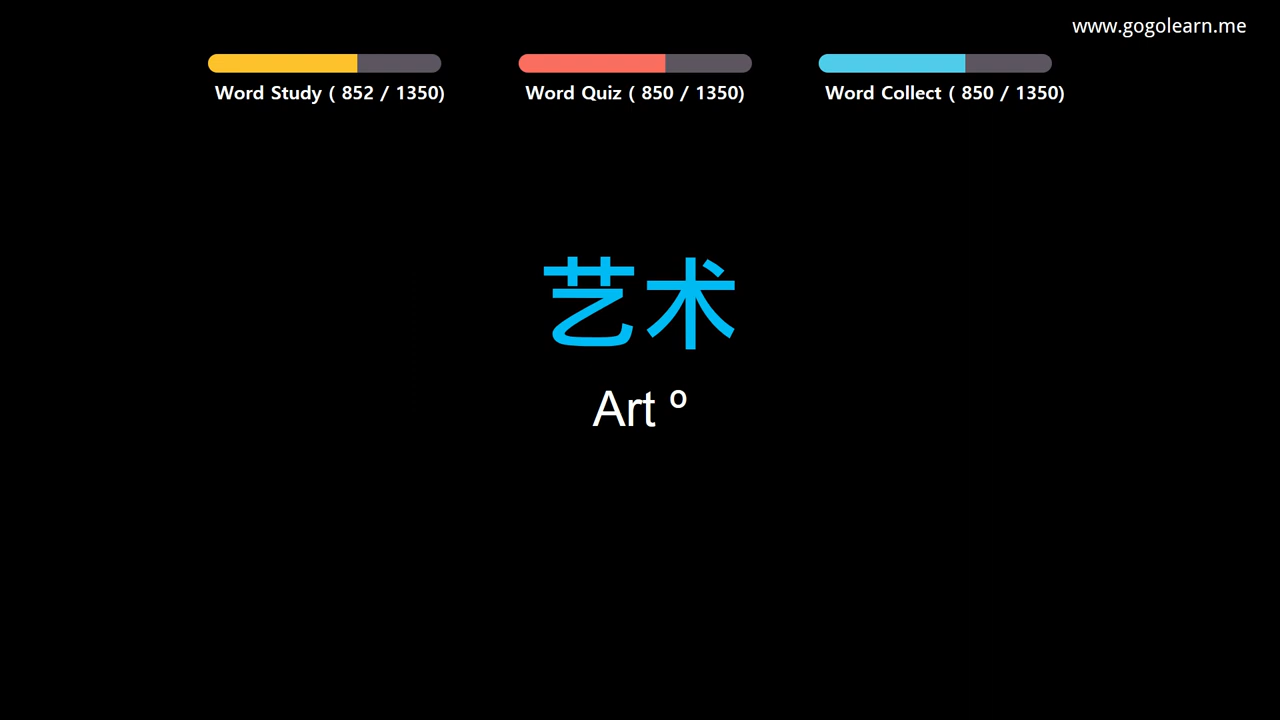 www.gogolearn.me
Word Study ( 852 / 1350)
Word Quiz ( 850 / 1350)
Word Collect ( 850 / 1350)
艺术
Art º